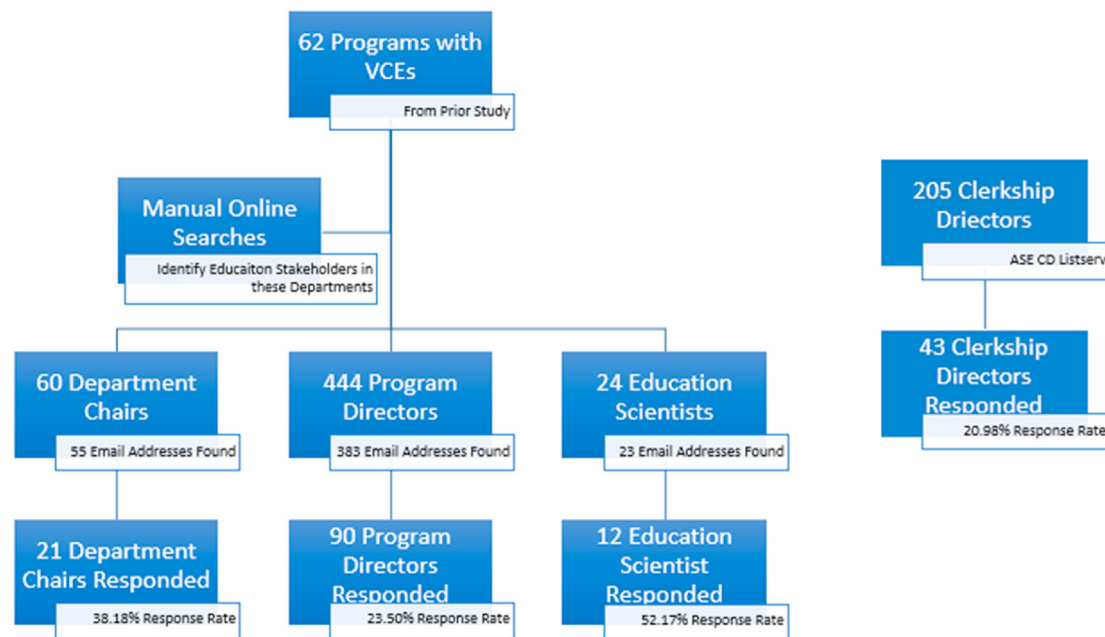 62 Programs with
VCEs
From Prior Study
Manual Online
Searches
Identify Educaiton Stakeholders in
these Departments
60 Department
Chairs
55 Email Addresses Found
444 Program
Directors
383 Email Addresses Found
24 Education
Scientists
23 Email Addresses Found
21 Department
Chairs Responded
38.18% Response Rate
90 Program
Directors
Responded
23.50% Response Rate
12 Education
Scientist
Responded
52.17% Response Rate
205 Clerkship
Driectors
ASE CD Listserv
43 Clerkship
Directors
Responded
20.98% Response Rate